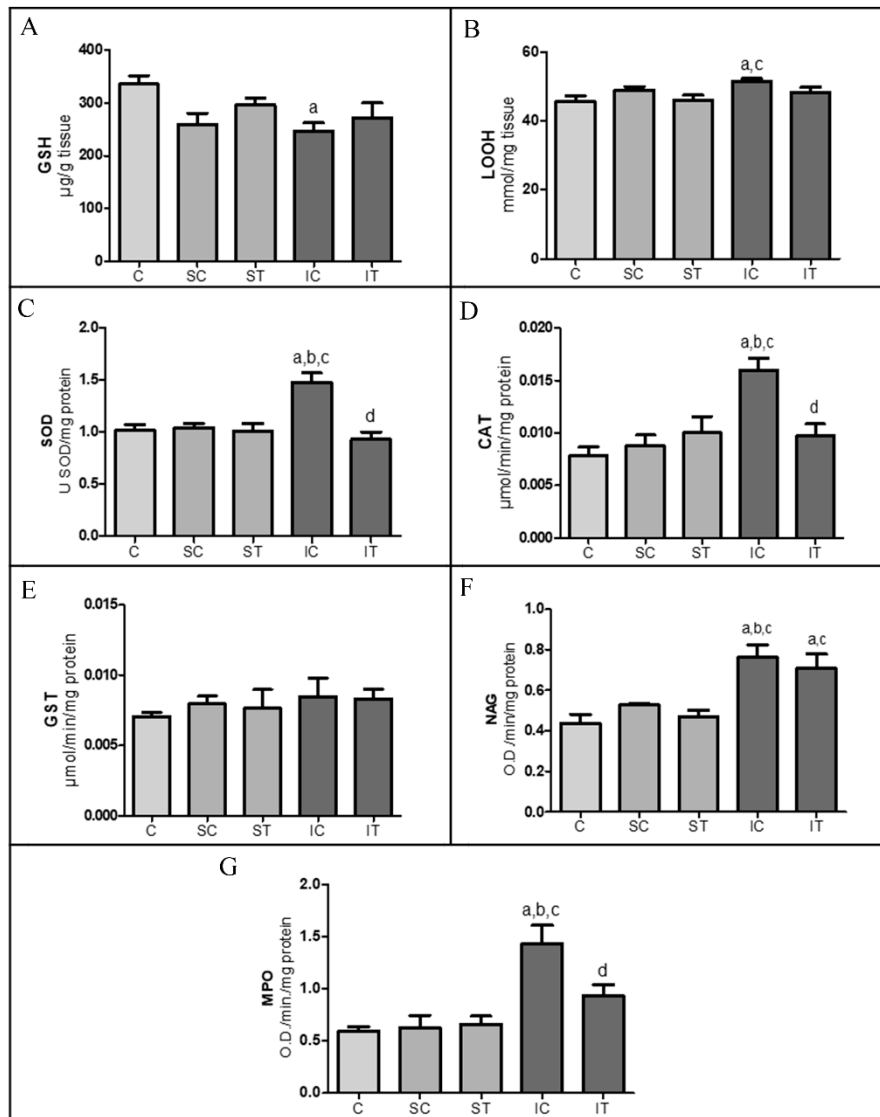 A
GSH
µg/g tissue
400
300
200
100
0
a
C SC ST IC IT
B
LOOH
mmol/mg tissue
60
40
20
0
a,c
C SC ST IC IT
C
SOD
U SOD/mg protein
2.0
1.5
1.0
0.5
0.0
a,b,c
d
C SC ST IC IT
D
CAT
µmol/min/mg protein
0.020
0.015
0.010
0.005
0.000
a,b,c
d
C SC ST IC IT
E
GST
µmol/min/mg protein
0.015
0.010
0.005
0.000
C SC ST IC IT
F
NAG
O.D./min/mg protein
1.0
0.8
0.6
0.4
0.2
0.0
a,b,c
a,c
C SC ST IC IT
G
MPO
O.D./min./mg protein
2.0
1.5
1.0
0.5
0.0
a,b,c
d
C SC ST IC IT